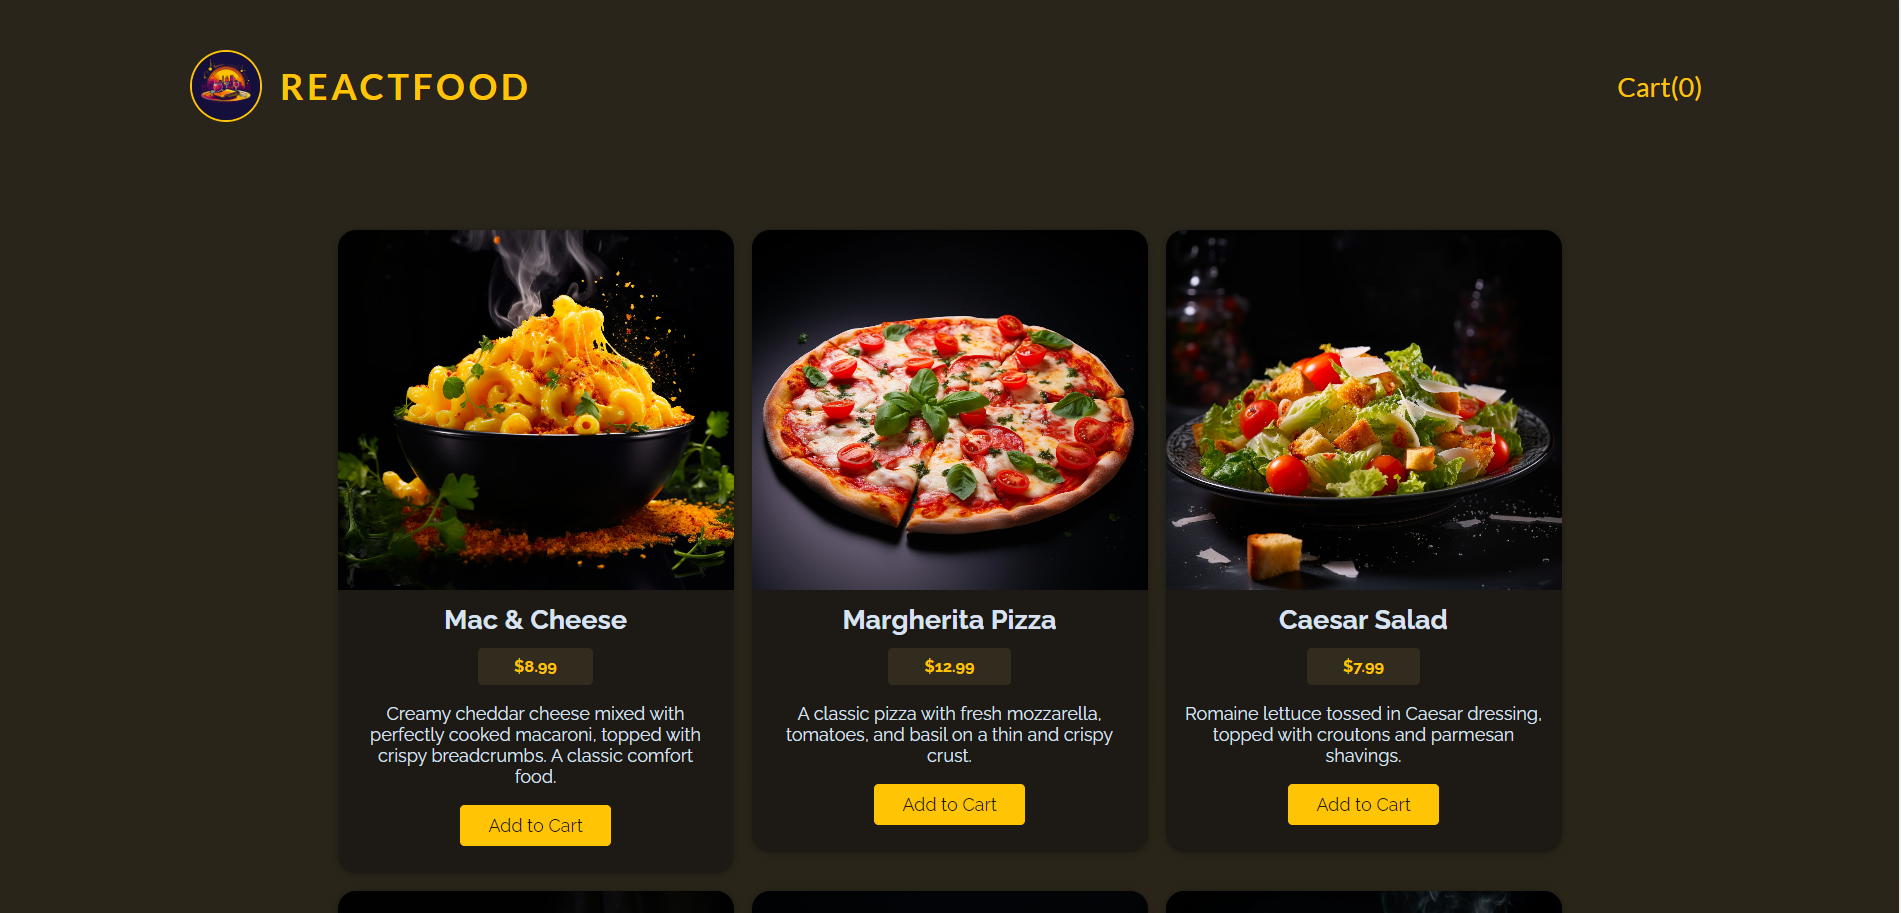 REACTFOOD
Cart(0)
Mac & Cheese
$8.99
Creamy cheddar cheese mixed with
perfectly cooked macaroni, topped with
crispy breadcrumbs. A classic comfort
food.
Add to Cart
Margherita Pizza
$12.99
A classic pizza with fresh mozzarella,
tomatoes, and basil on a thin and crispy
crust.
Add to Cart
Caesar Salad
$7.99
Romaine lettuce tossed in Caesar dressing,
topped with croutons and parmesan
shavings.
Add to Cart